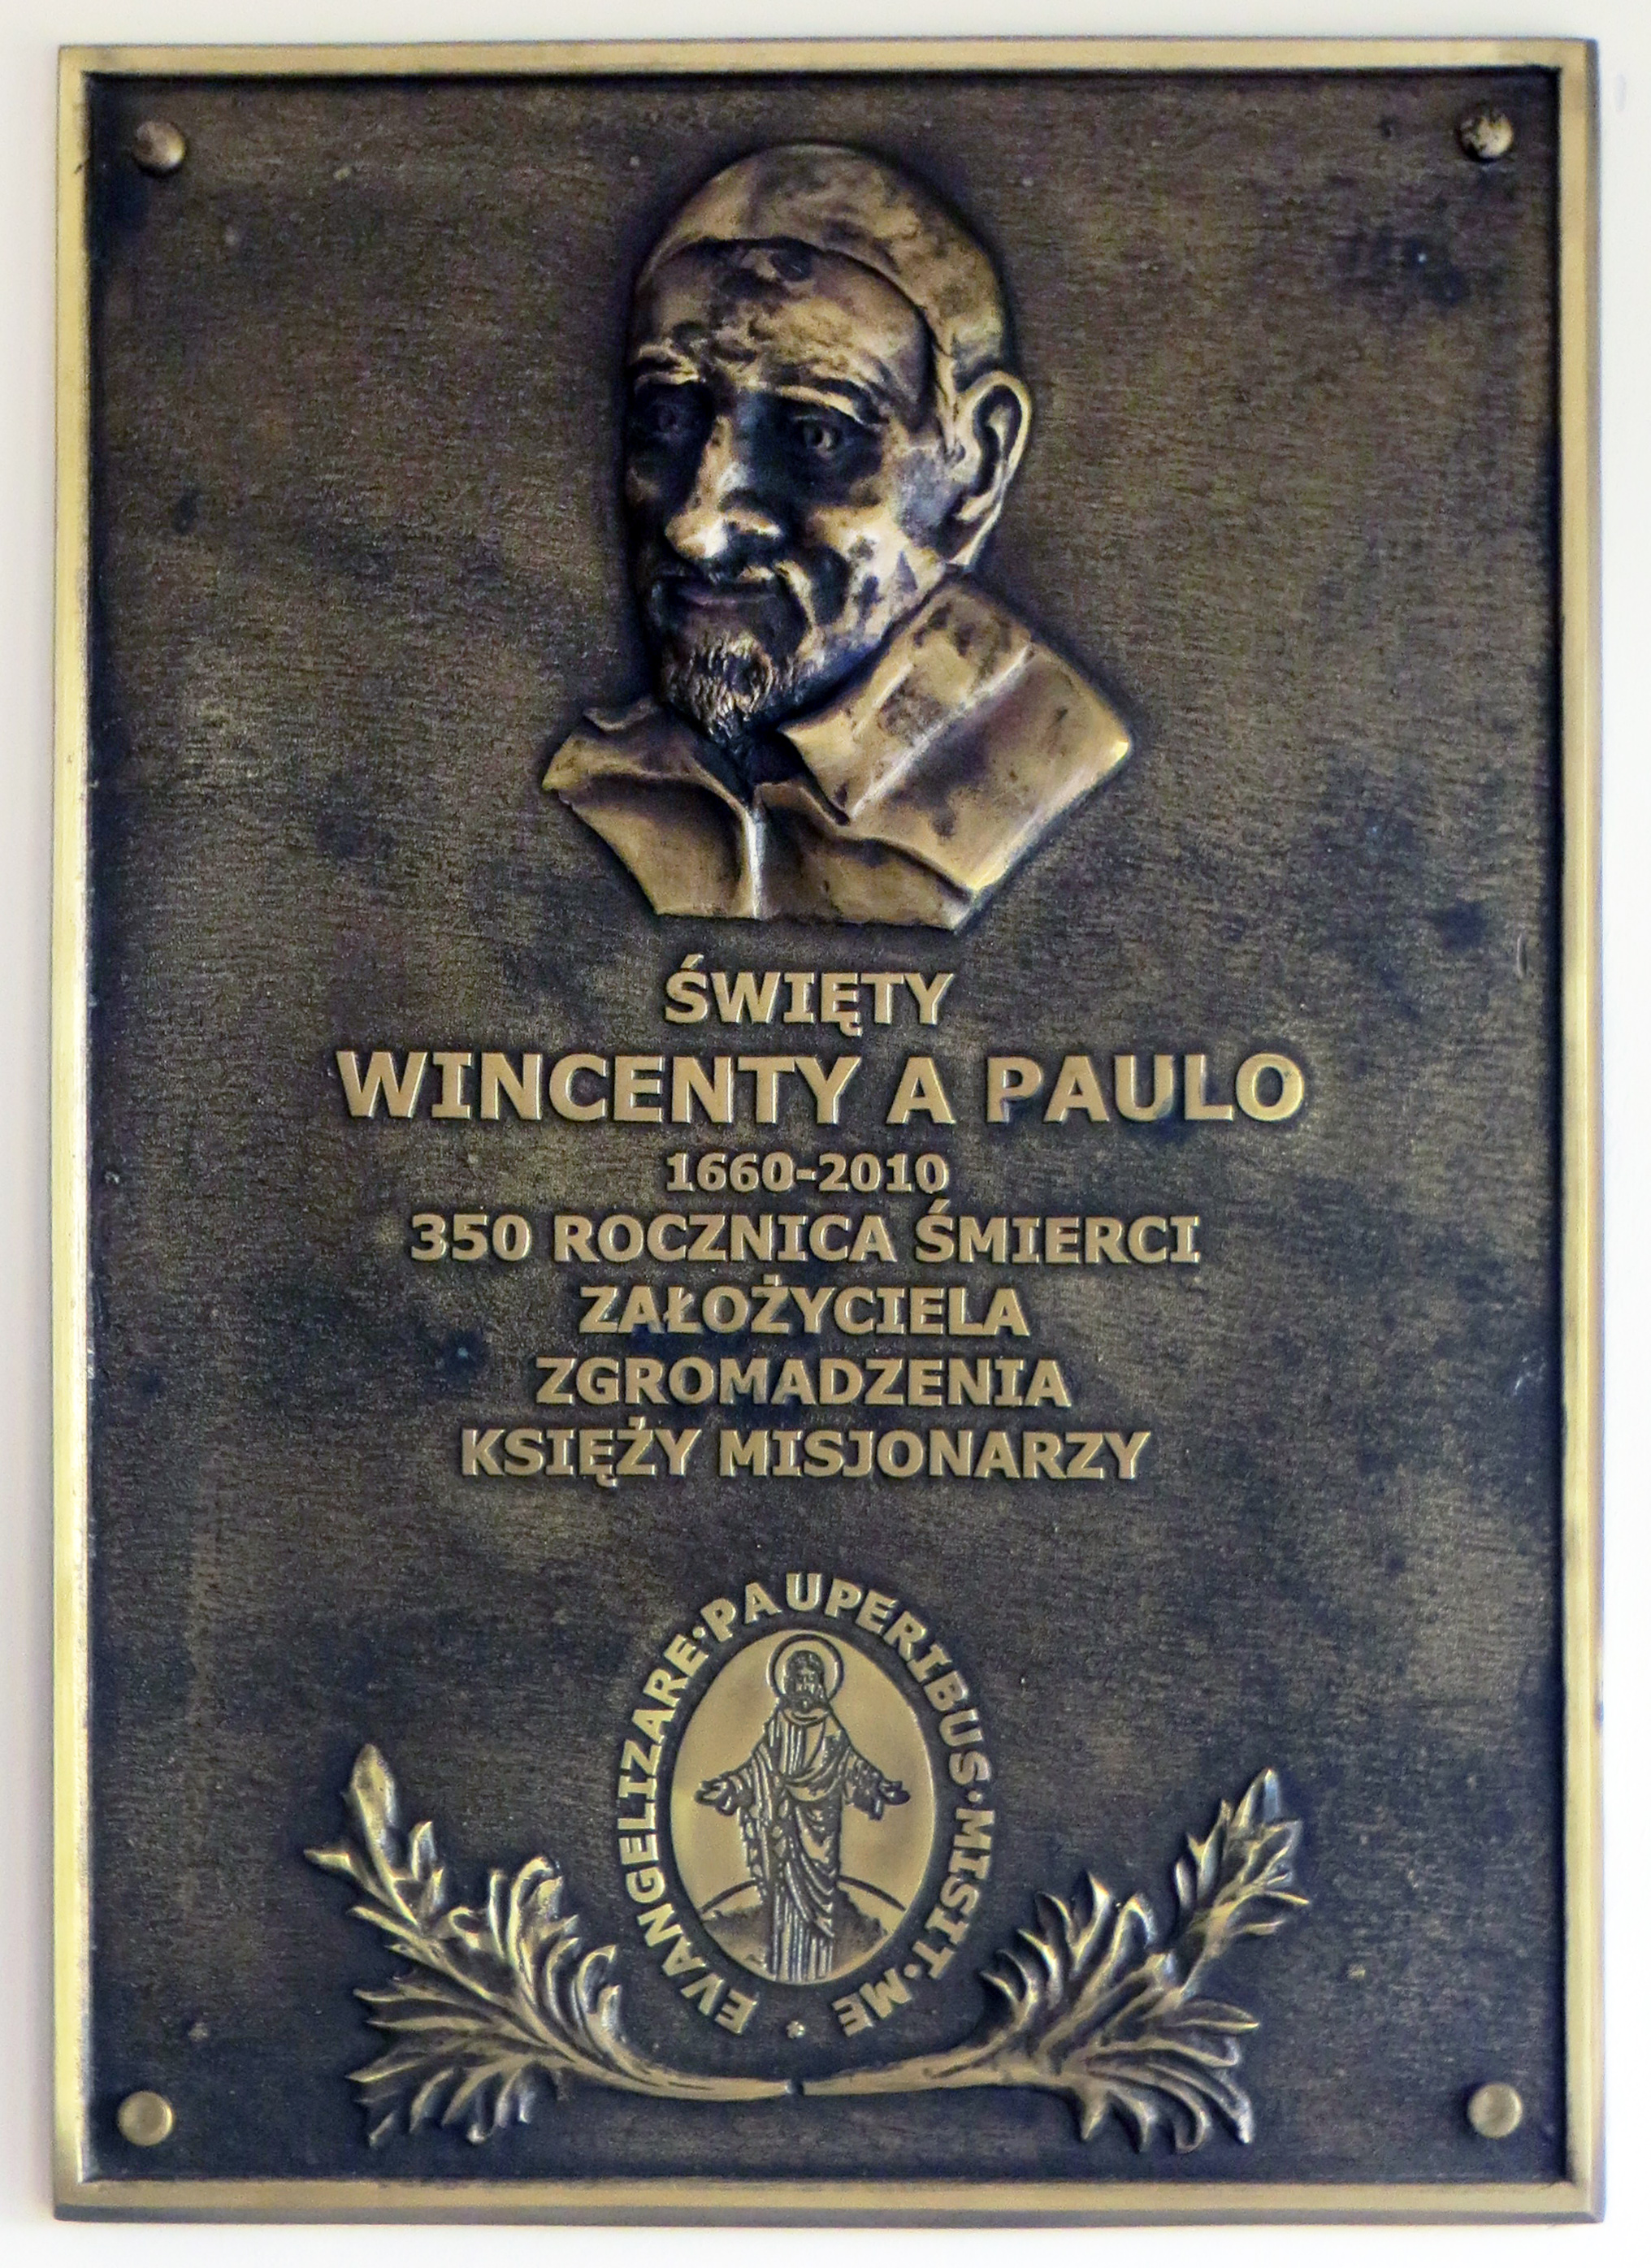 ŚWIĘTY
WINCENTY A PAULO
1660-2010
350 ROCZNICA ŚMIERCI
ZAŁOŻYCIELA
ZGROMADZENIA
KSIĘŻY MISJONARZY
EVANGELIZARE·PAUPERIBUS·MISIT·ME·